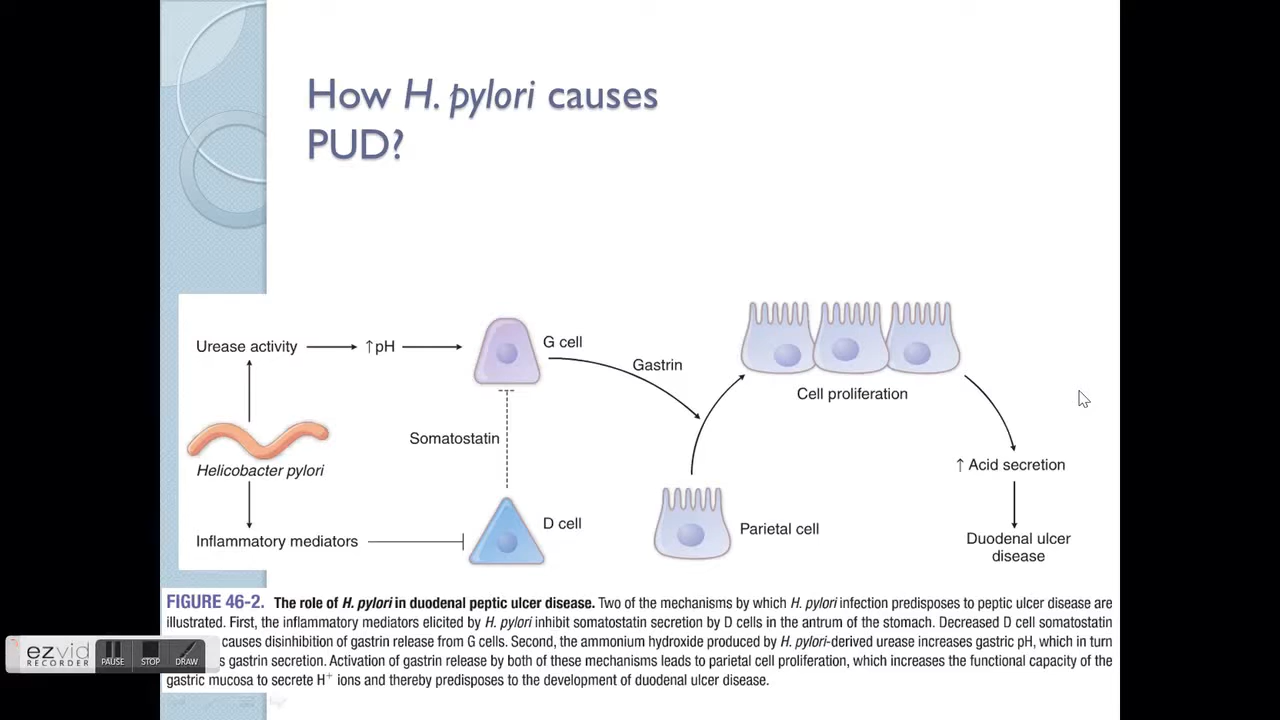 How H. pylori causes
PUD?
Urease activity
↑pH
G cell
Gastrin
Cell proliferation
Somatostatin
Helicobacter pylori
↑ Acid secretion
D cell
Parietal cell
Inflammatory mediators
Duodenal ulcer
disease
FIGURE 46-2. The role of H. pylori in duodenal peptic ulcer disease. Two of the mechanisms by which H. pylori infection predisposes to peptic ulcer disease are
illustrated. First, the inflammatory mediators elicited by H. pylori inhibit somatostatin secretion by D cells in the antrum of the stomach. Decreased D cell somatostatin
causes disinhibition of gastrin release from G cells. Second, the ammonium hydroxide produced by H. pylori-derived urease increases gastric pH, which in turn
gastrin secretion. Activation of gastrin release by both of these mechanisms leads to parietal cell proliferation, which increases the functional capacity of the
gastric mucosa to secrete H⁺ ions and thereby predisposes to the development of duodenal ulcer disease.
ezvid
RECORDER
PAUSE
STOP
DRAW